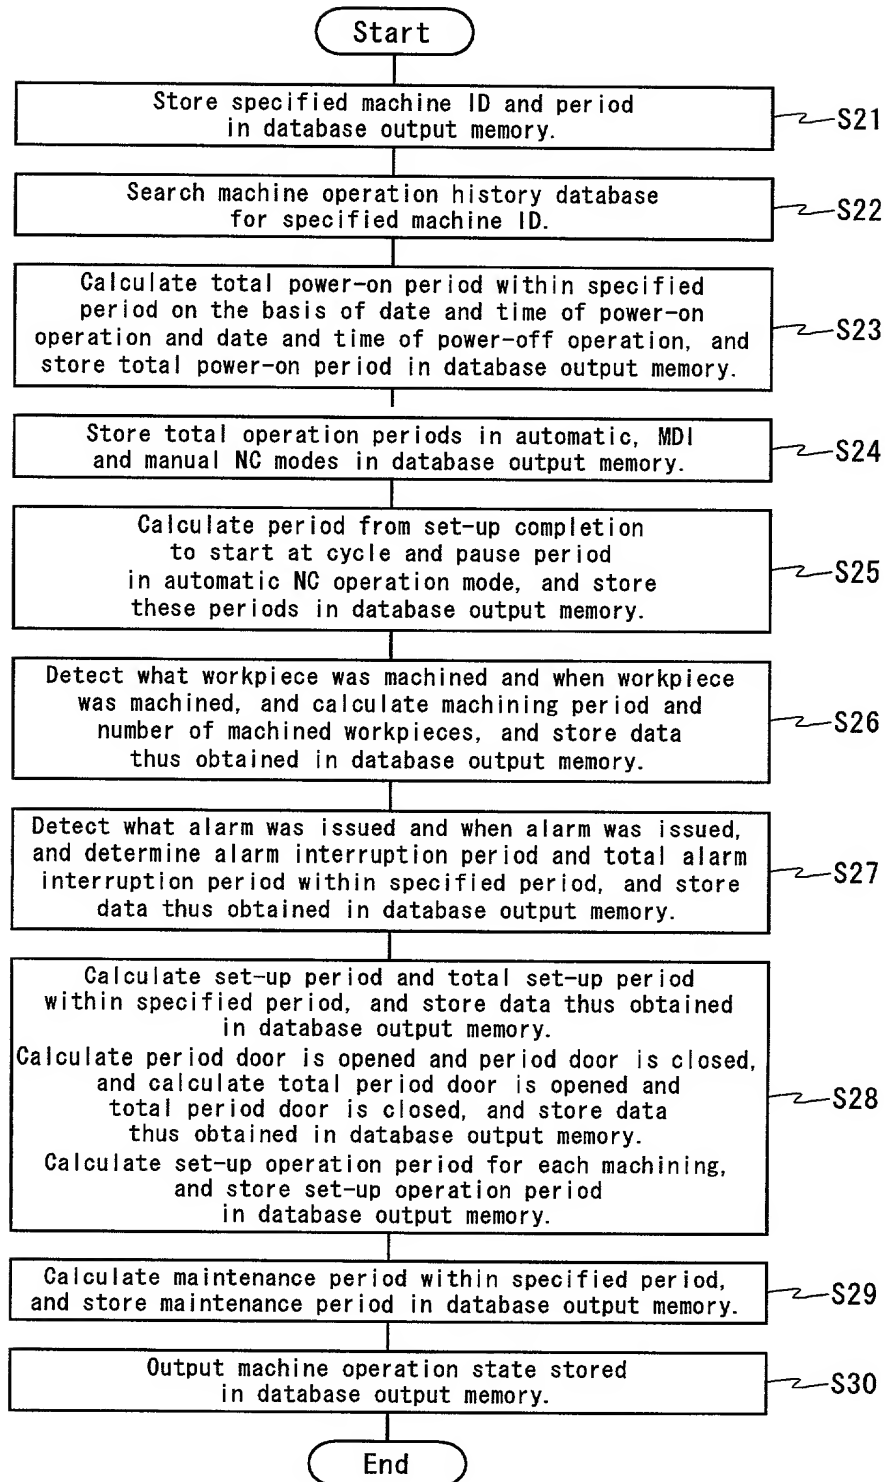 Start
Store specified machine ID and period
in database output memory.
S21
Search machine operation history database
for specified machine ID.
S22
Calculate total power-on period within specified
period on the basis of date and time of power-on
operation and date and time of power-off operation, and
store total power-on period in database output memory.
S23
Store total operation periods in automatic, MDI
and manual NC modes in database output memory.
S24
Calculate period from set-up completion
to start at cycle and pause period
in automatic NC operation mode, and store
these periods in database output memory.
S25
Detect what workpiece was machined and when workpiece
was machined, and calculate machining period and
number of machined workpieces, and store data
thus obtained in database output memory.
S26
Detect what alarm was issued and when alarm was issued,
and determine alarm interruption period and total alarm
interruption period within specified period, and store
data thus obtained in database output memory.
S27
Calculate set-up period and total set-up period
within specified period, and store data thus obtained
in database output memory.
Calculate period door is opened and period door is closed,
and calculate total period door is opened and
total period door is closed, and store data
thus obtained in database output memory.
Calculate set-up operation period for each machining,
and store set-up operation period
in database output memory.
S28
Calculate maintenance period within specified period,
and store maintenance period in database output memory.
S29
Output machine operation state stored
in database output memory.
S30
End